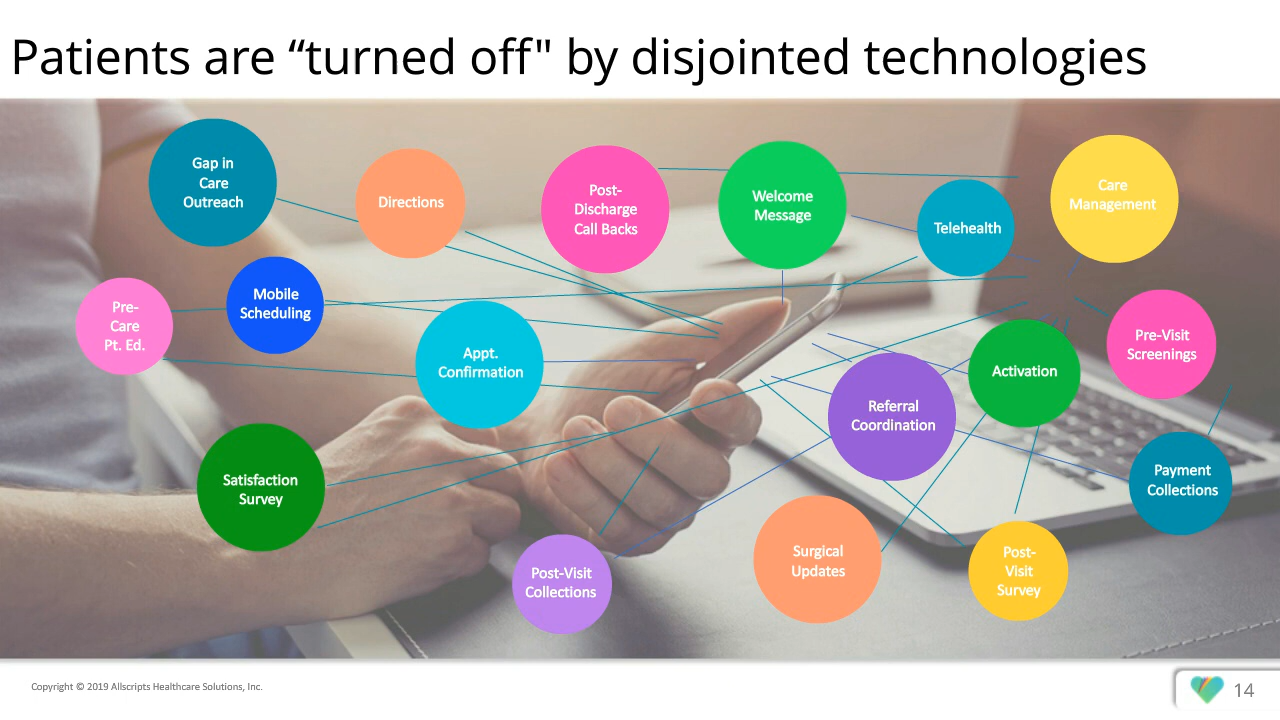 Patients are “turned off" by disjointed technologies
Gap in
Care
Outreach
Directions
Post-
Discharge
Call Backs
Welcome
Message
Telehealth
Care
Management
Pre-
Care
Pt. Ed.
Mobile
Scheduling
Appt.
Confirmation
Referral
Coordination
Activation
Pre-Visit
Screenings
Satisfaction
Survey
Payment
Collections
Post-Visit
Collections
Surgical
Updates
Post-
Visit
Survey
Copyright © 2019 Allscripts Healthcare Solutions, Inc.
14